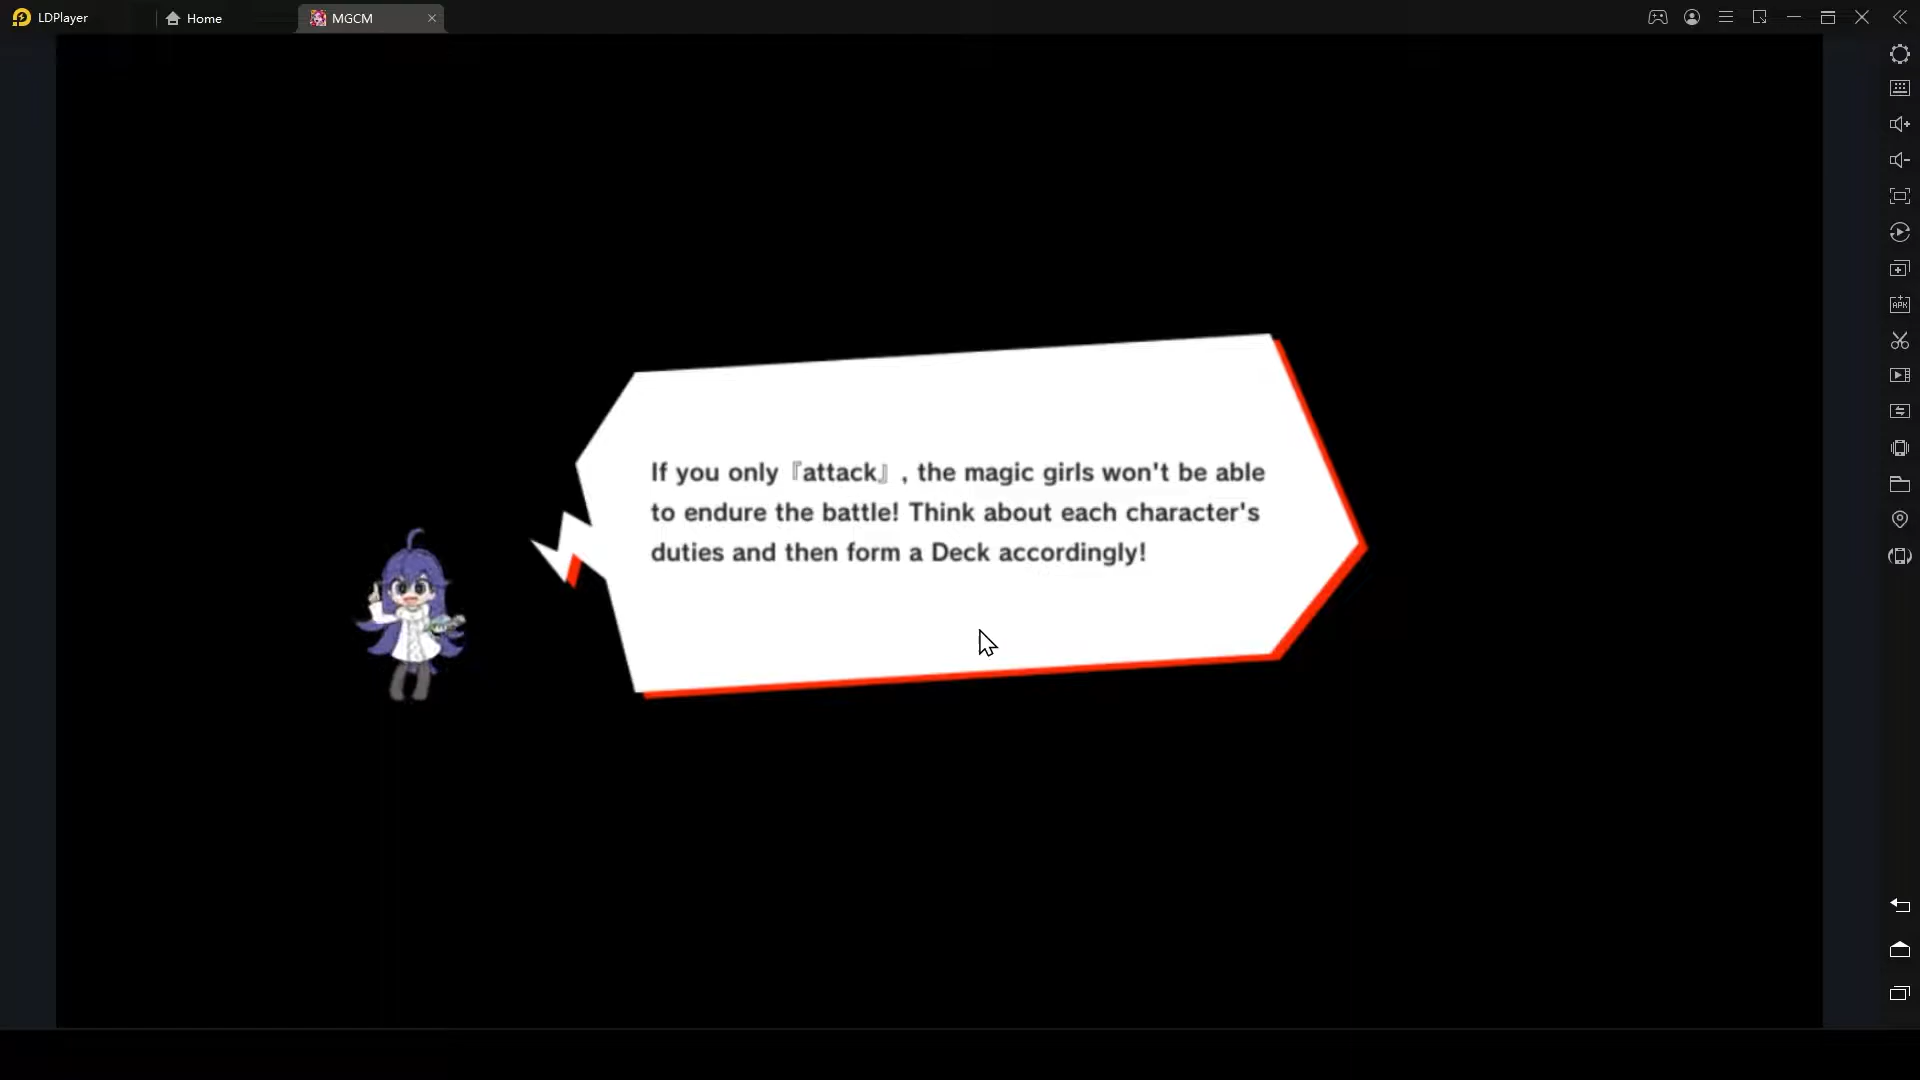 LDPlayer
Home
MGCM
If you only『attack』, the magic girls won't be able
to endure the battle! Think about each character's
duties and then form a Deck accordingly!
APK